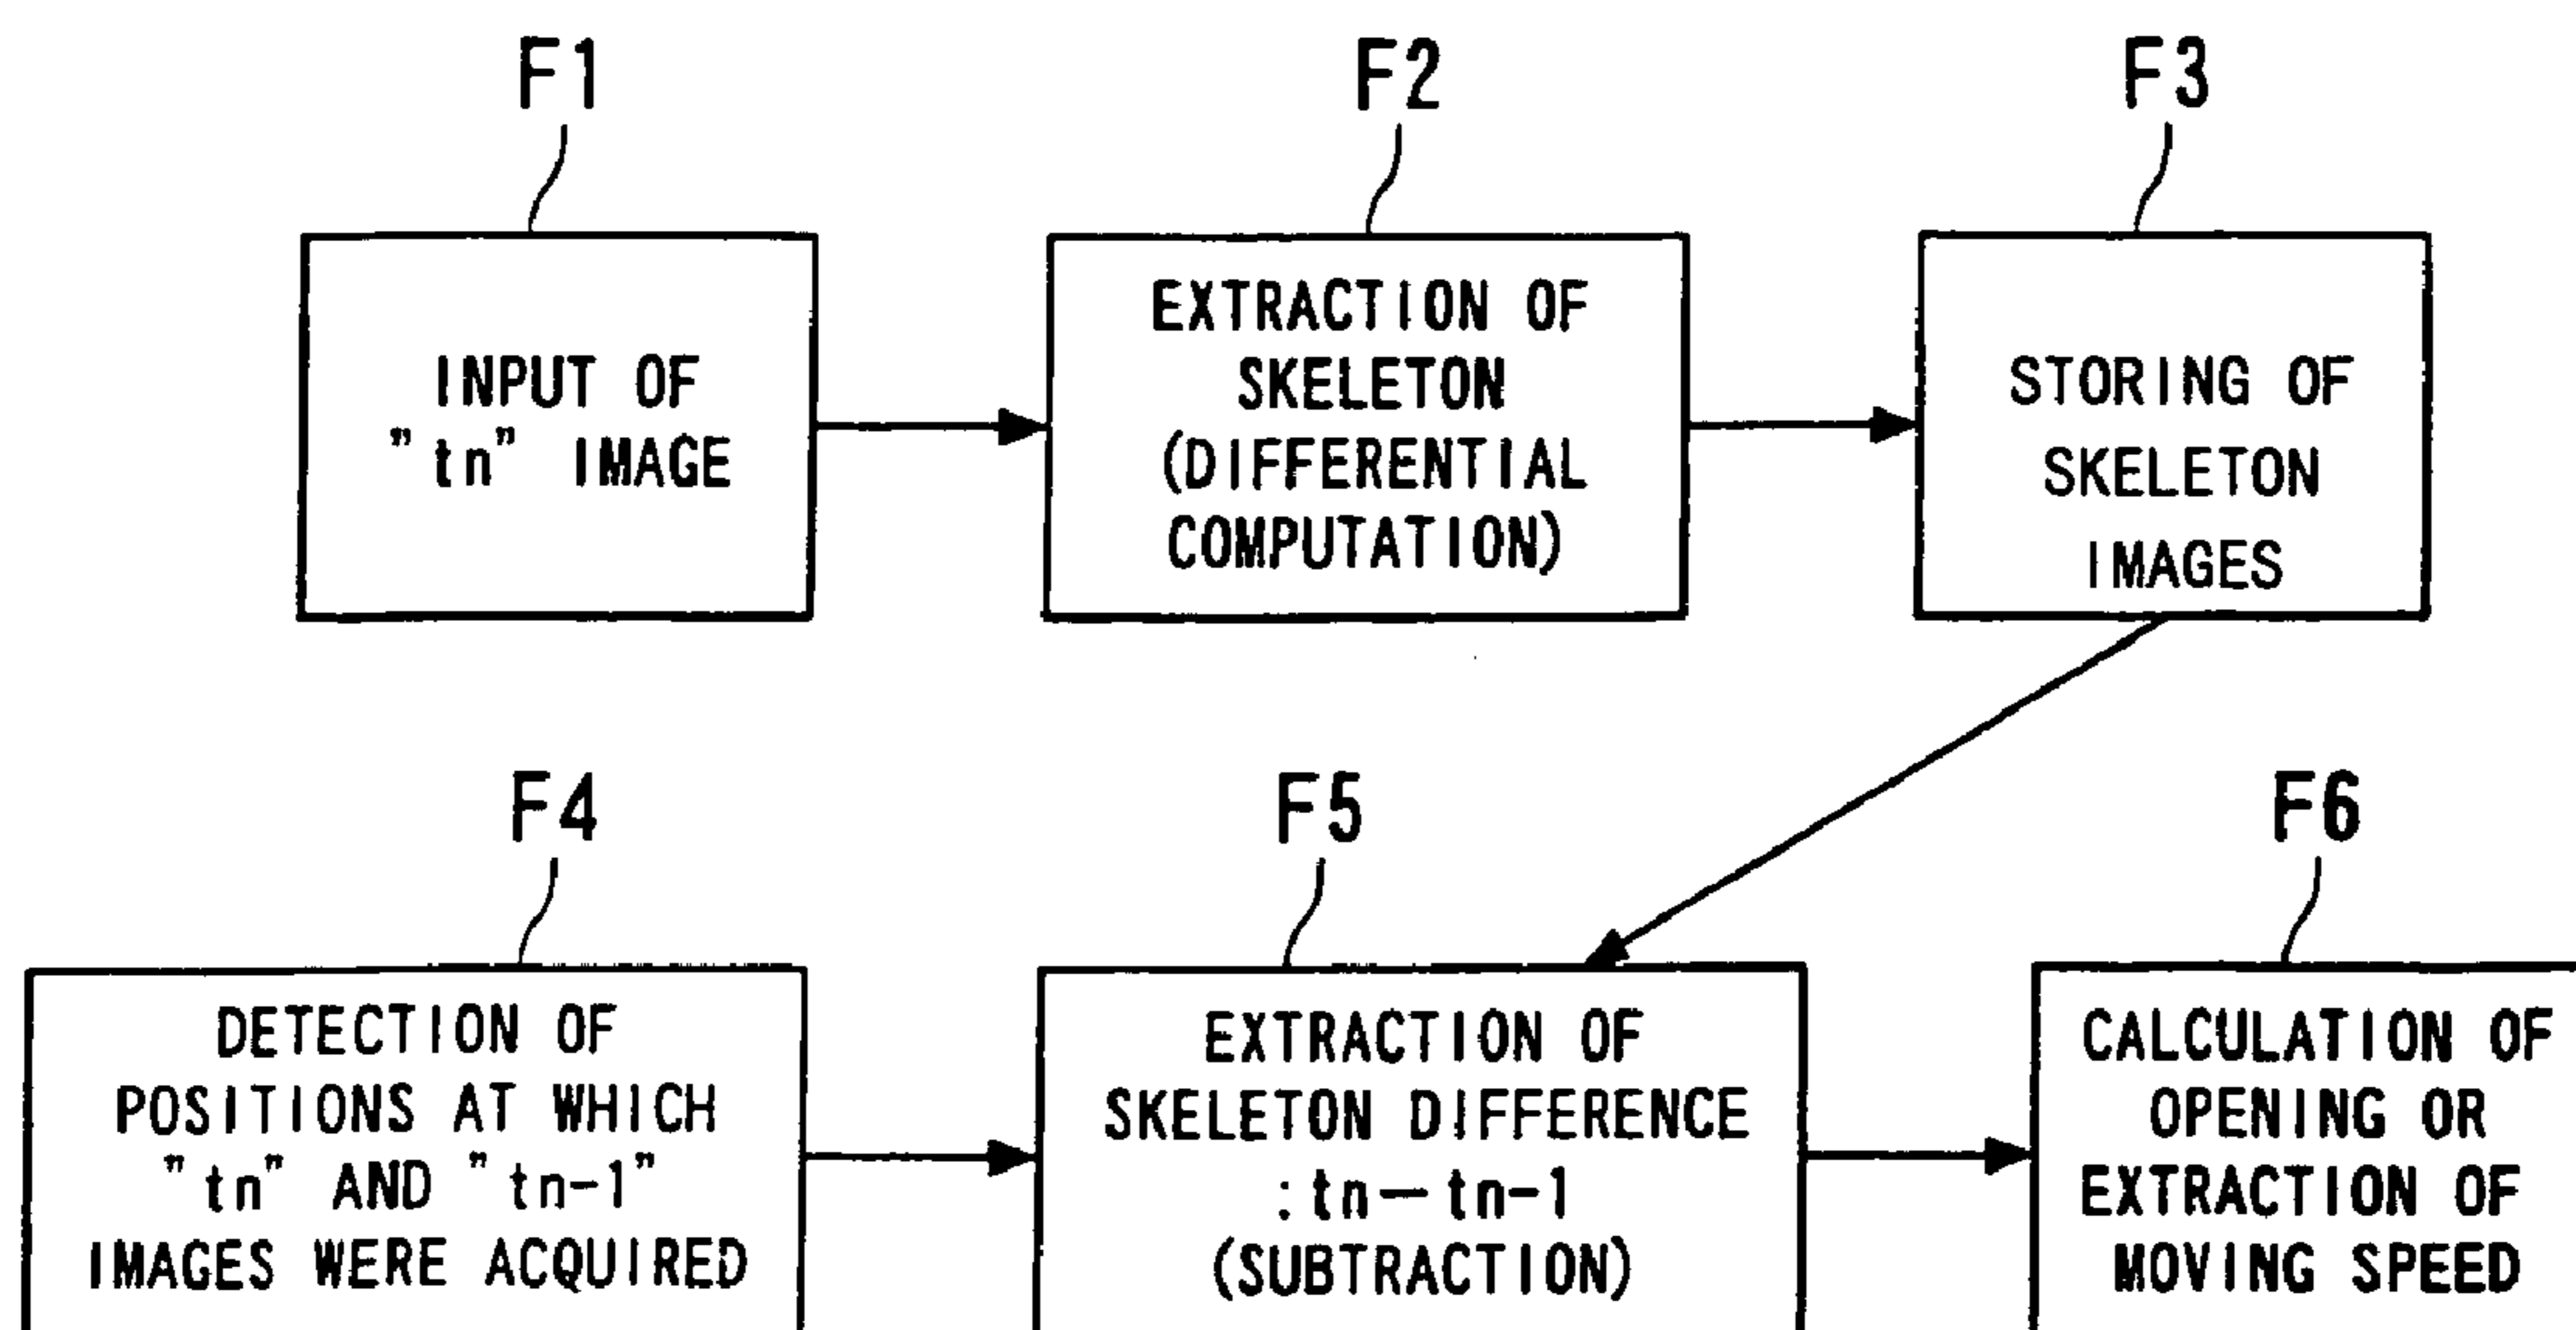 F1
INPUT OF
"tn" IMAGE
F2
EXTRACTION OF
SKELETON
(DIFFERENTIAL
COMPUTATION)
F3
STORING OF
SKELETON
IMAGES
F4
DETECTION OF
POSITIONS AT WHICH
"tn" AND "tn-1"
IMAGES WERE ACQUIRED
F5
EXTRACTION OF
SKELETON DIFFERENCE
:tn—tn-1
(SUBTRACTION)
F6
CALCULATION OF
OPENING OR
EXTRACTION OF
MOVING SPEED